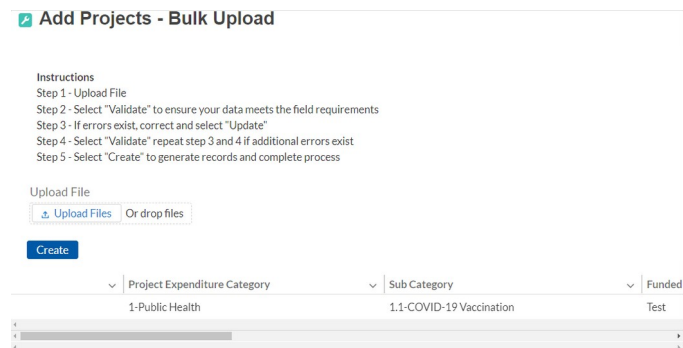 Add Projects - Bulk Upload
Instructions
Step 1 - Upload File
Step 2 - Select "Validate" to ensure your data meets the field requirements
Step 3 - If errors exist, correct and select "Update"
Step 4 - Select "Validate" repeat step 3 and 4 if additional errors exist
Step 5 - Select "Create" to generate records and complete process
Upload File
Upload Files Or drop files
Create
Project Expenditure Category Sub Category Funded
1-Public Health 1.1-COVID-19 Vaccination Test